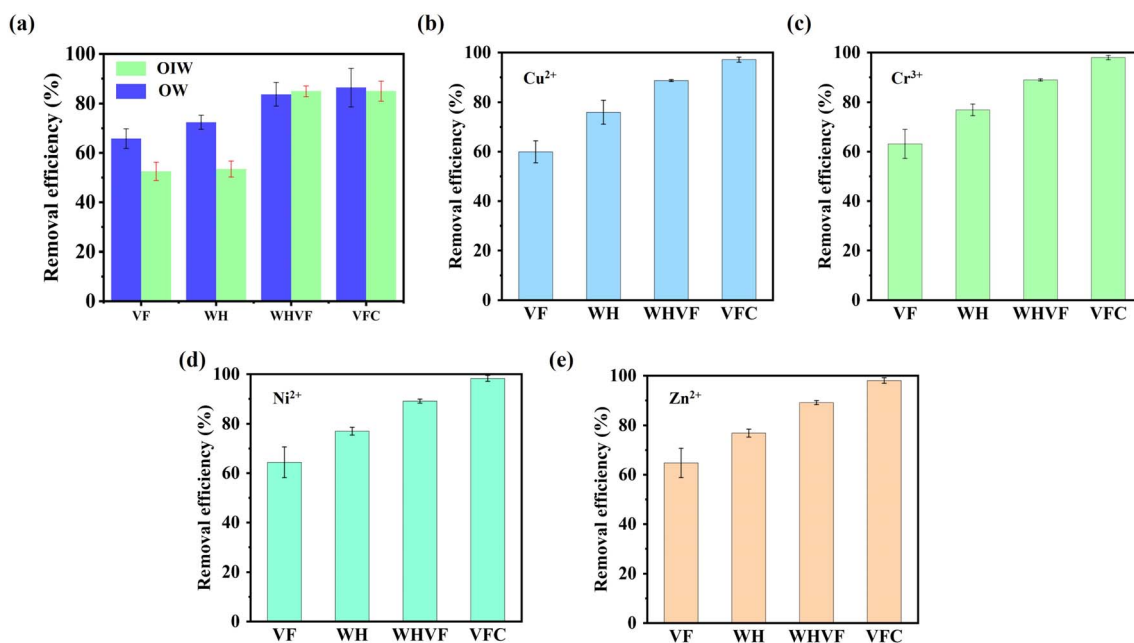 (a)
Removal efficiency (%)
100
80
60
40
20
0
OIW
OW
VF WH WHVF VFC
(b)
Removal efficiency (%)
100
80
60
40
20
0
Cu²⁺
VF WH WHVF VFC
(c)
Removal efficiency (%)
100
80
60
40
20
0
Cr³⁺
VF WH WHVF VFC
(d)
Removal efficiency (%)
100
80
60
40
20
0
Ni²⁺
VF WH WHVF VFC
(e)
Removal efficiency (%)
100
80
60
40
20
0
Zn²⁺
VF WH WHVF VFC